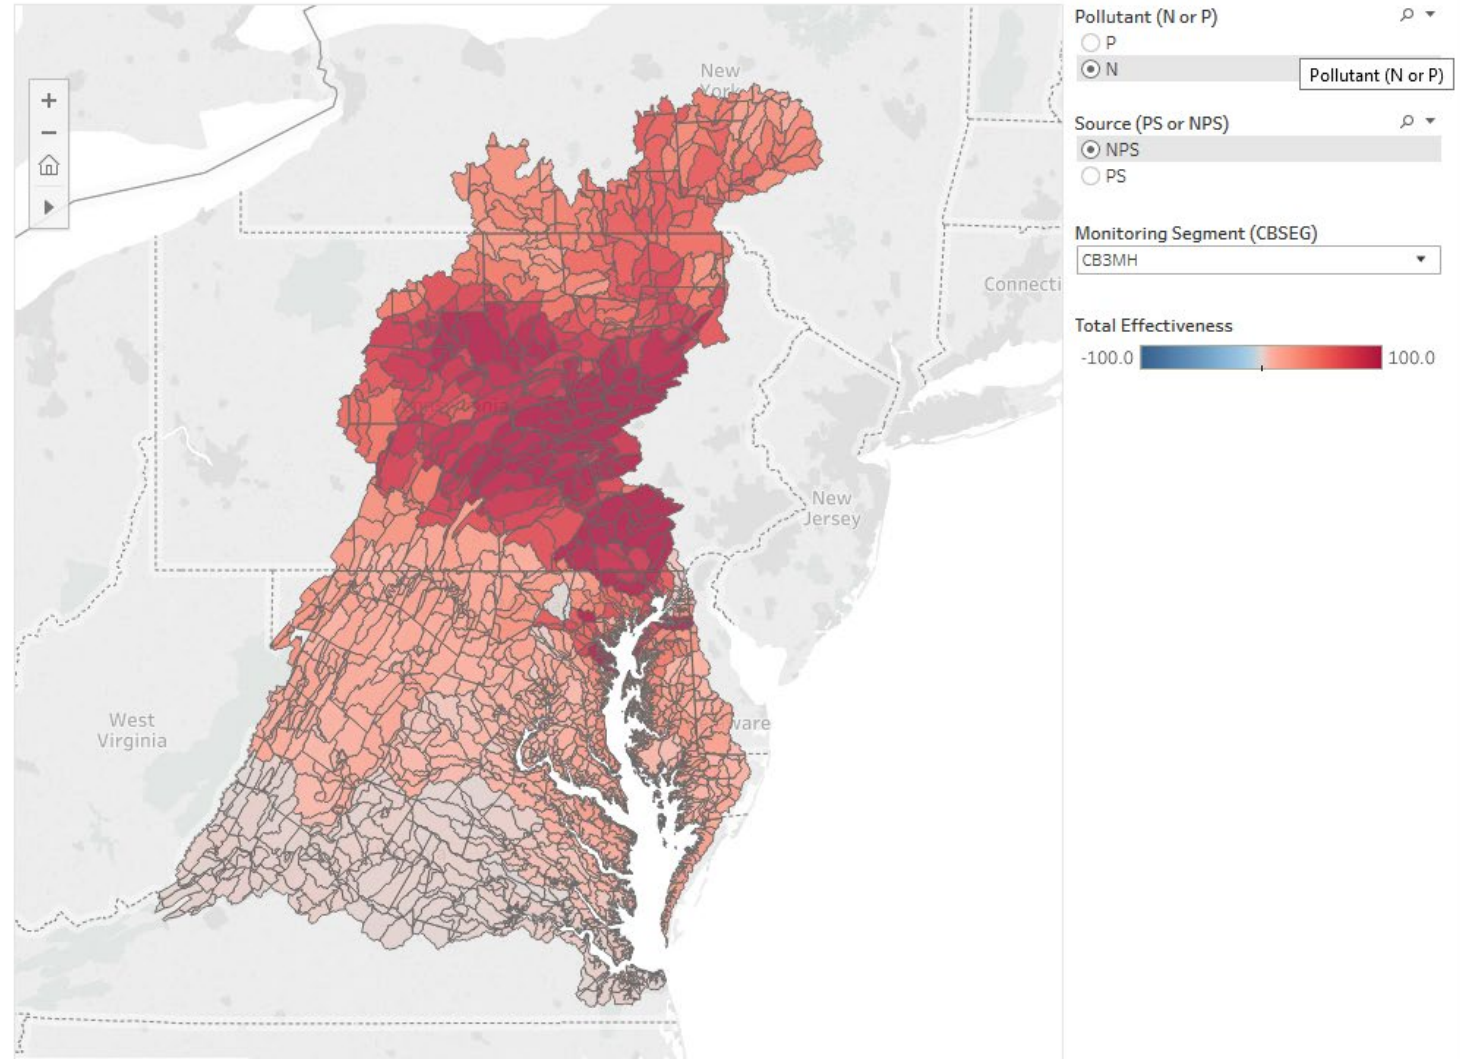 New
York
Connecti
New
Jersey
West
Virginia
ware
Pollutant (N or P)
P
N
Pollutant (N or P)
Source (PS or NPS)
NPS
PS
Monitoring Segment (CBSEG)
CB3MH
Total Effectiveness
-100.0
100.0